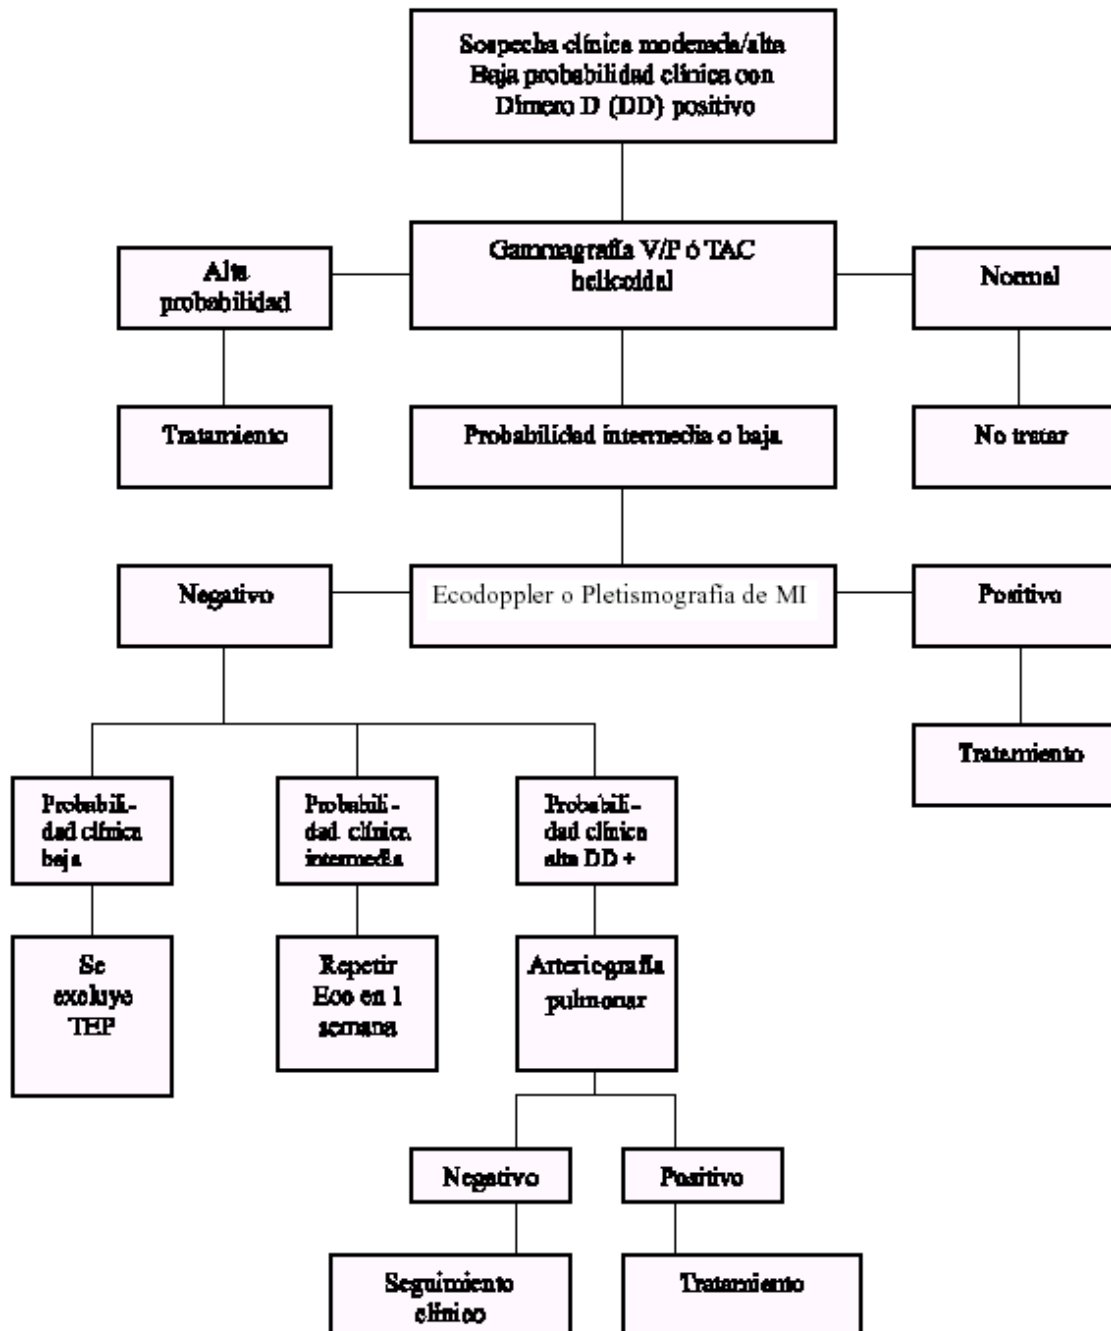 Sospecha clínica moderada/alta
Baja probabilidad clínica con
Dímero D (DD) positivo
Gammagrafía V/P ó TAC
helicoidal
Alta
probabilidad
Normal
Tratamiento
Probabilidad intermedia o baja
No tratar
Negativo
Ecodoppler o Pletismografía de MI
Positivo
Tratamiento
Probabili-
dad clínica
baja
Probabili-
dad clínica
intermedia
Probabili-
dad clínica
alta DD +
Se
excluye
TEP
Repetir
Eco en 1
semana
Arteriografía
pulmonar
Negativo
Positivo
Seguimiento
clínico
Tratamiento